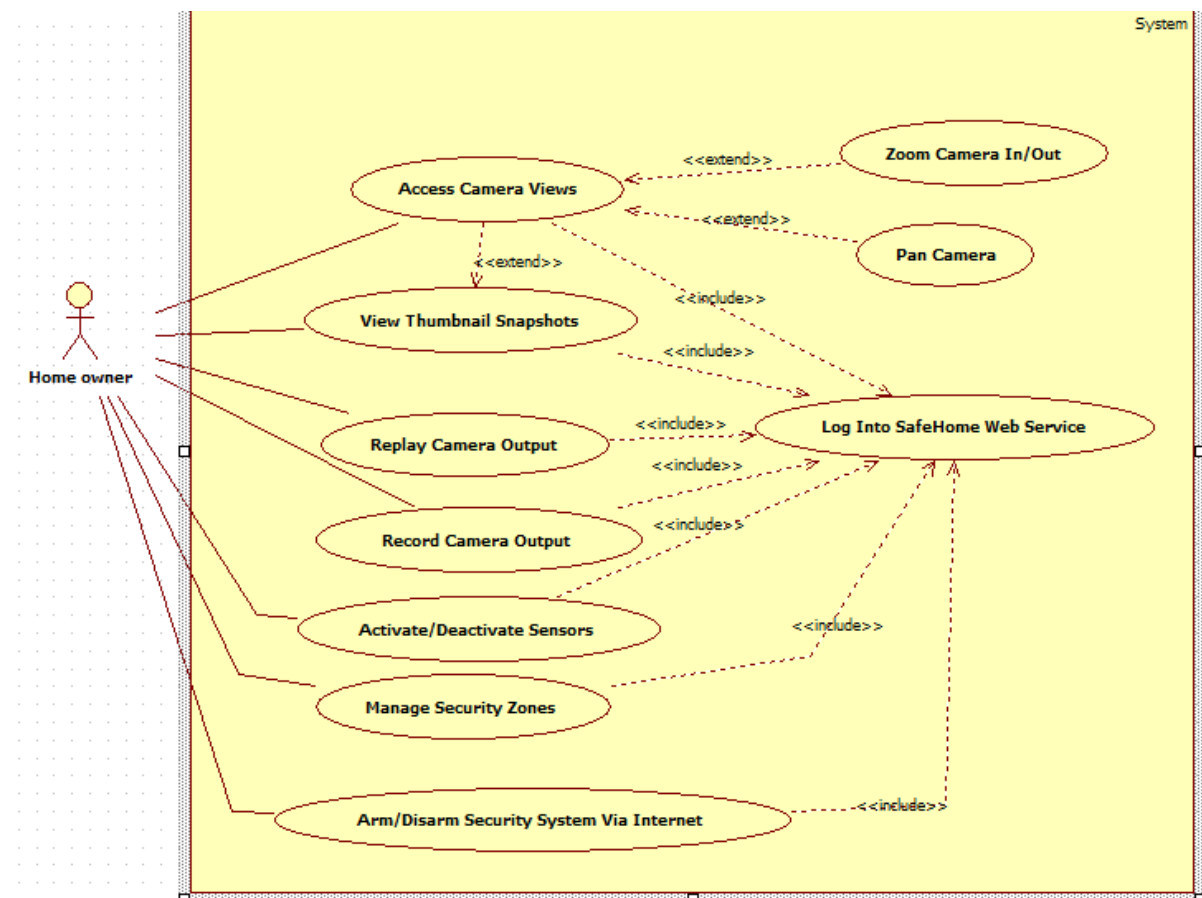 System
Zoom Camera In/Out
<<extend>>
Access Camera Views
<<extend>>
Pan Camera
<<extend>>
<<include>>
View Thumbnail Snapshots
<<include>>
Home owner
<<include>>
Log Into SafeHome Web Service
Replay Camera Output
<<include>>
<<include>>
Record Camera Output
Activate/Deactivate Sensors
<<include>>
Manage Security Zones
<<include>>
Arm/Disarm Security System Via Internet